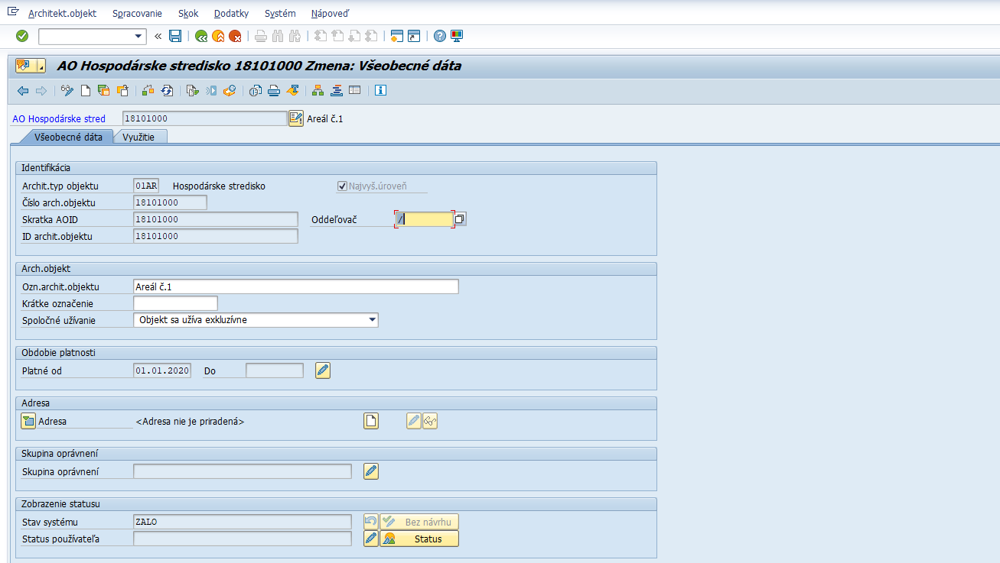 Architekt.objekt Spracovanie Skok Dodatky Systém Nápoveď
AO Hospodárske stredisko 18101000 Zmena: Všeobecné dáta
AO Hospodárske stred 18101000 Areál č.1
Všeobecné dáta Využitie
Identifikácia
Archit.typ objektu 01AR Hospodárske stredisko Najvyš.úroveň
Číslo arch.objektu 18101000
Skratka AOID 18101000 Oddeľovač /
ID archit.objektu 18101000
Arch.objekt
Ozn.archit.objektu Areál č.1
Krátke označenie
Spoločné užívanie Objekt sa užíva exkluzívne
Obdobie platnosti
Platné od 01.01.2020 Do
Adresa
Adresa <Adresa nie je priradená>
Skupina oprávnení
Skupina oprávnení
Zobrazenie statusu
Stav systému ZALO Bez návrhu
Status používateľa Status